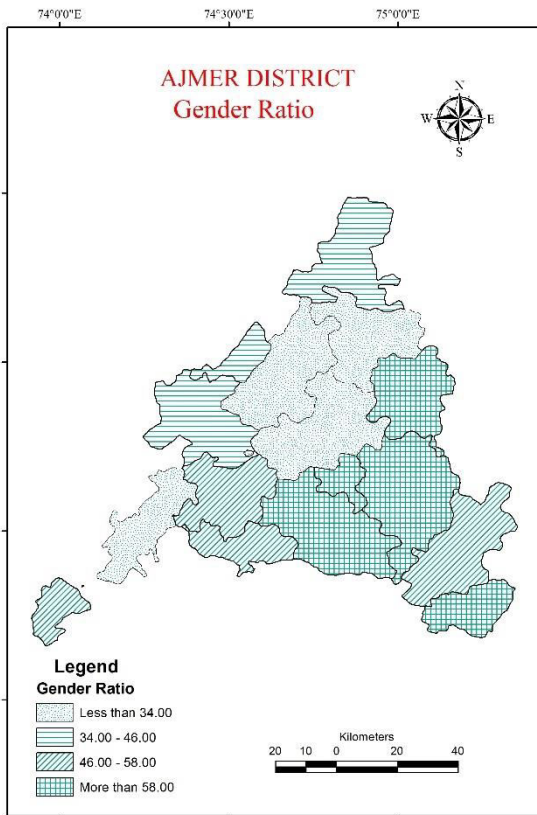 74°0'0"E 74°30'0"E 75°0'0"E
AJMER DISTRICT
Gender Ratio
N
W E
S
Legend
Gender Ratio
Less than 34.00
34.00 - 46.00
46.00 - 58.00
More than 58.00
Kilometers
20 10 0 20 40